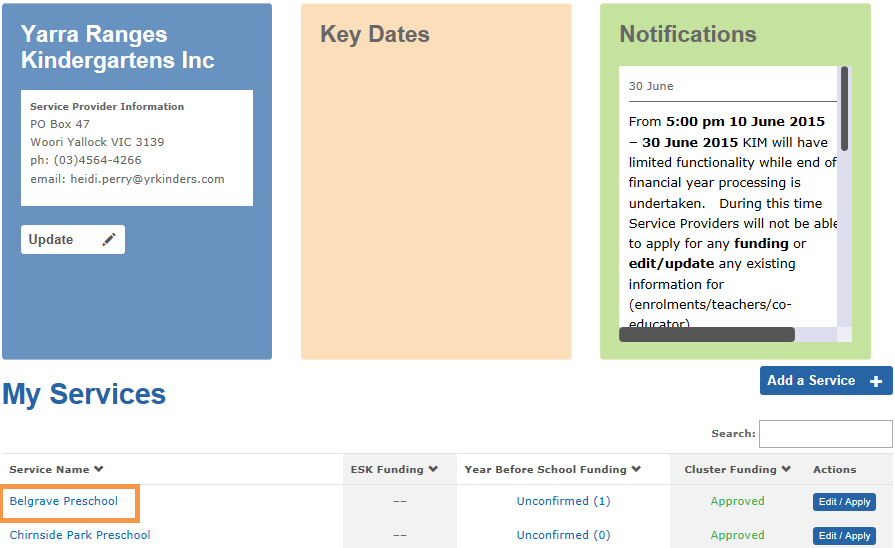 Yarra Ranges
Kindergartens Inc
Service Provider Information
PO Box 47
Woori Yallock VIC 3139
ph: (03)4564-4266
email: heidi.perry@yrkinders.com
Update
Key Dates
Notifications
30 June
From 5:00 pm 10 June 2015
– 30 June 2015 KIM will have
limited functionality while end of
financial year processing is
undertaken. During this time
Service Providers will not be able
to apply for any funding or
edit/update any existing
information for
(enrolments/teachers/co-
educator)
My Services
Add a Service +
Search:
Service Name ESK Funding Year Before School Funding Cluster Funding Actions
Belgrave Preschool -- Unconfirmed (1) Approved Edit / Apply
Chirnside Park Preschool -- Unconfirmed (0) Approved Edit / Apply